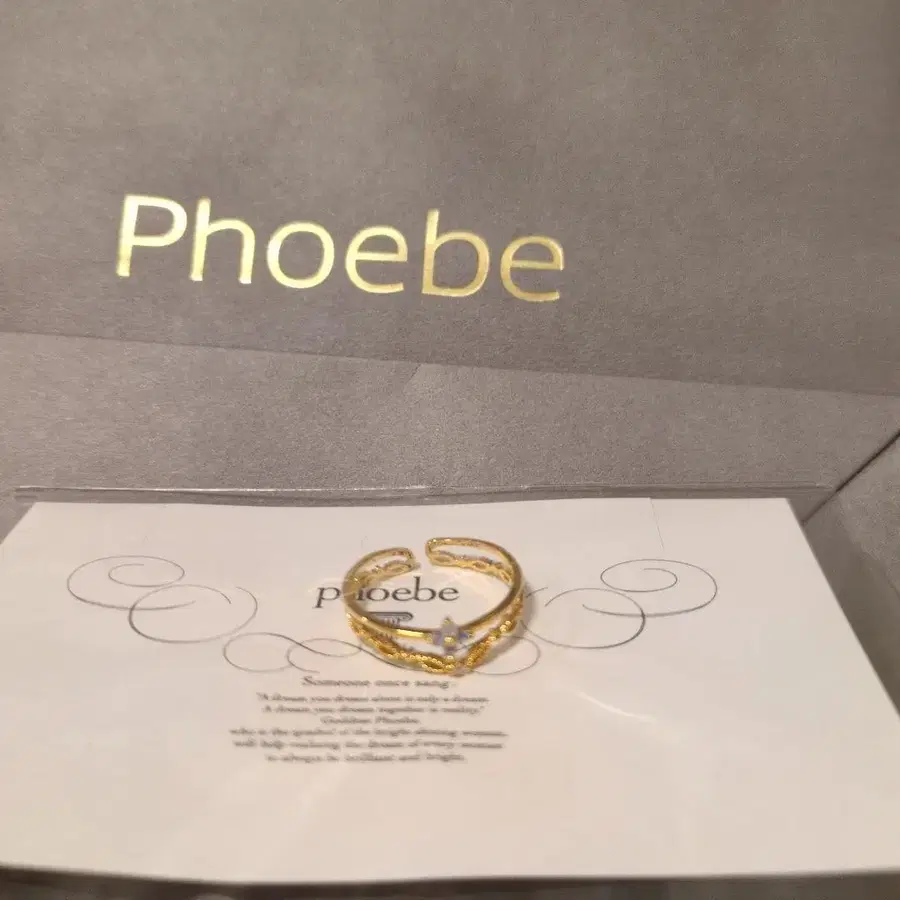 Phoebe
phoebe
Someone once sang,
"A dream you dream alone is only a dream.
A dream you dream together is reality."
Goddess Phoebe,
who is the symbol of the bright shining woman,
will help realizing the dream of every woman
to always be brilliant and bright.